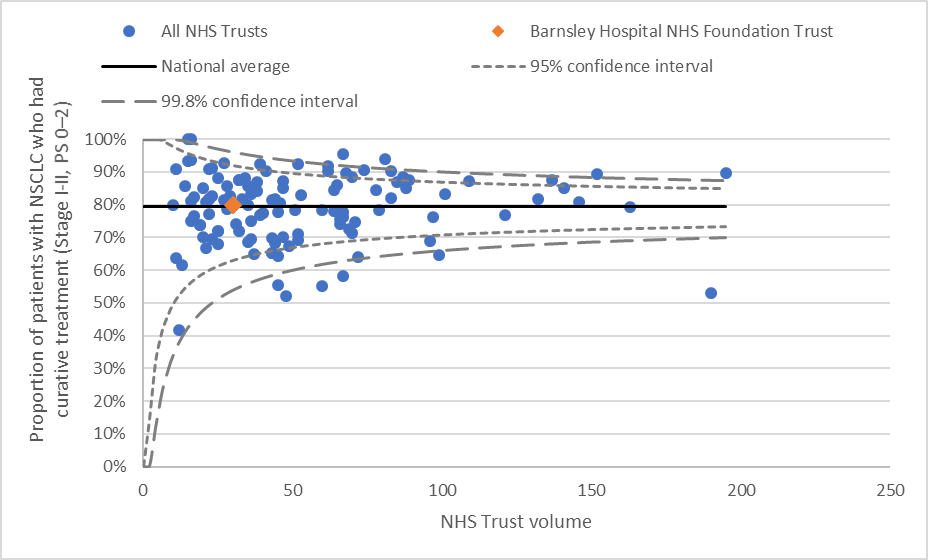 All NHS Trusts
Barnsley Hospital NHS Foundation Trust
National average
95% confidence interval
99.8% confidence interval
Proportion of patients with NSCLC who had
curative treatment (Stage I-II, PS 0–2)
100%
90%
80%
70%
60%
50%
40%
30%
20%
10%
0%
0
50
100
150
200
250
NHS Trust volume